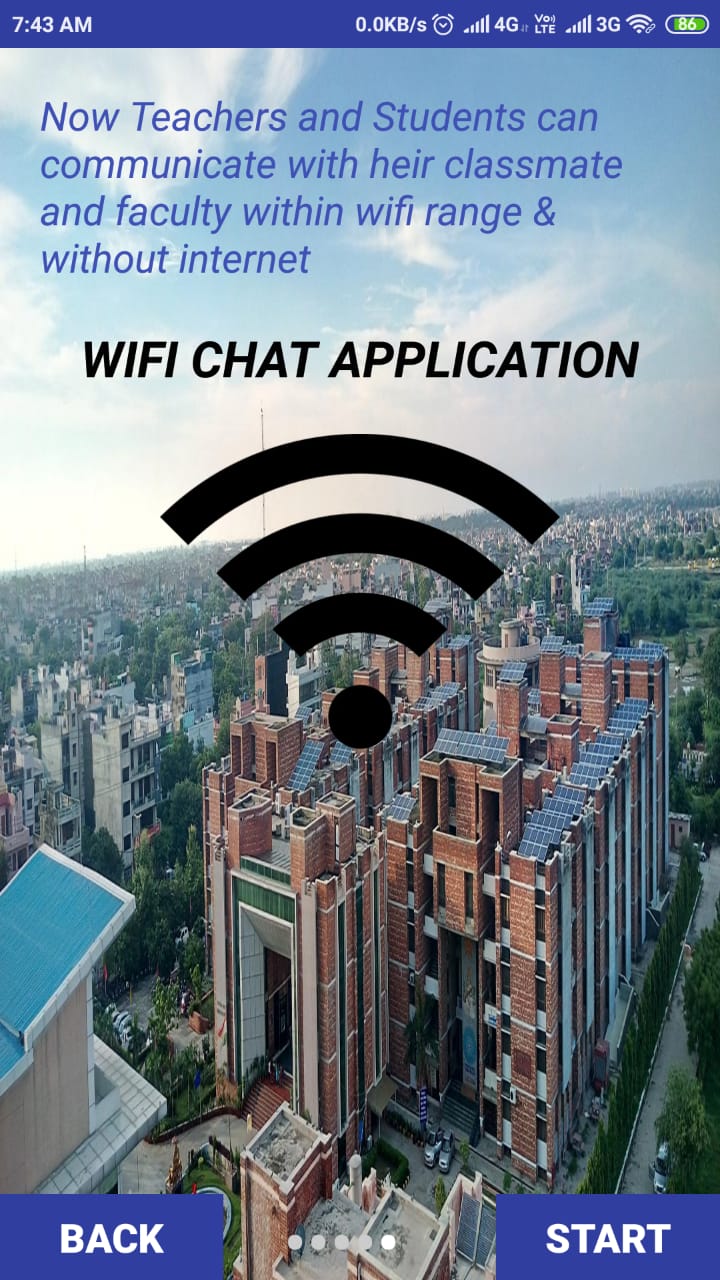 7:43 AM 0.0KB/s 4G Vo) LTE 3G 86
Now Teachers and Students can
communicate with heir classmate
and faculty within wifi range &
without internet
WIFI CHAT APPLICATION
BACK START